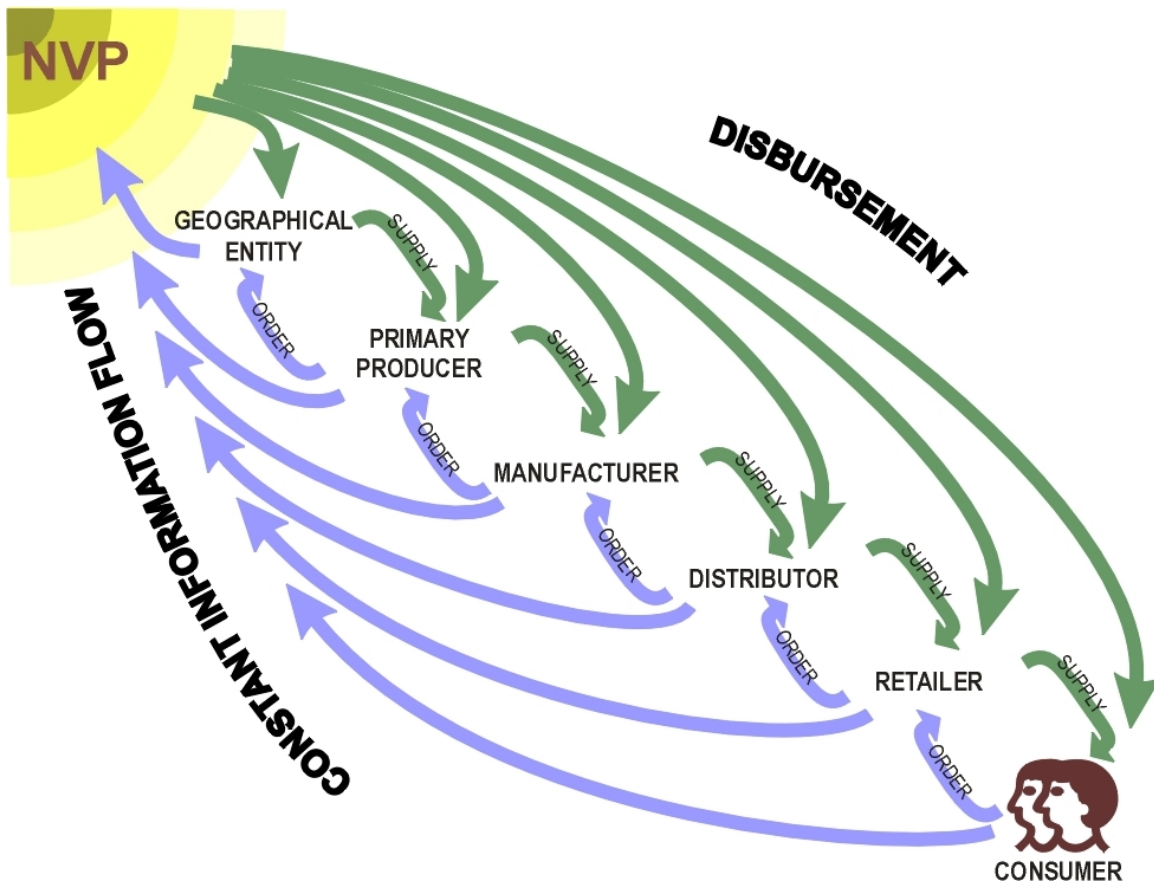 NVP
DISBURSEMENT
GEOGRAPHICAL
ENTITY
SUPPLY
CONSTANT INFORMATION FLOW
ORDER
PRIMARY
PRODUCER
SUPPLY
ORDER
MANUFACTURER
SUPPLY
ORDER
DISTRIBUTOR
SUPPLY
ORDER
RETAILER
SUPPLY
ORDER
CONSUMER